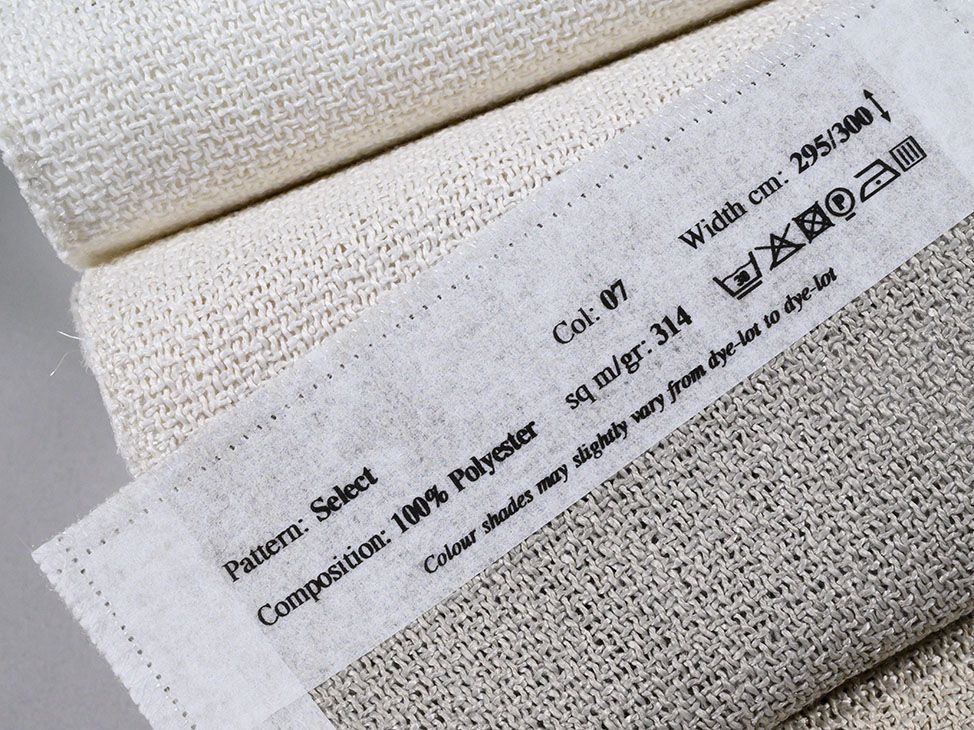 Pattern: Select Col: 07 Width cm: 295/300
Composition: 100% Polyester sq m/gr: 314
Colour shades may slightly vary from dye-lot to dye-lot